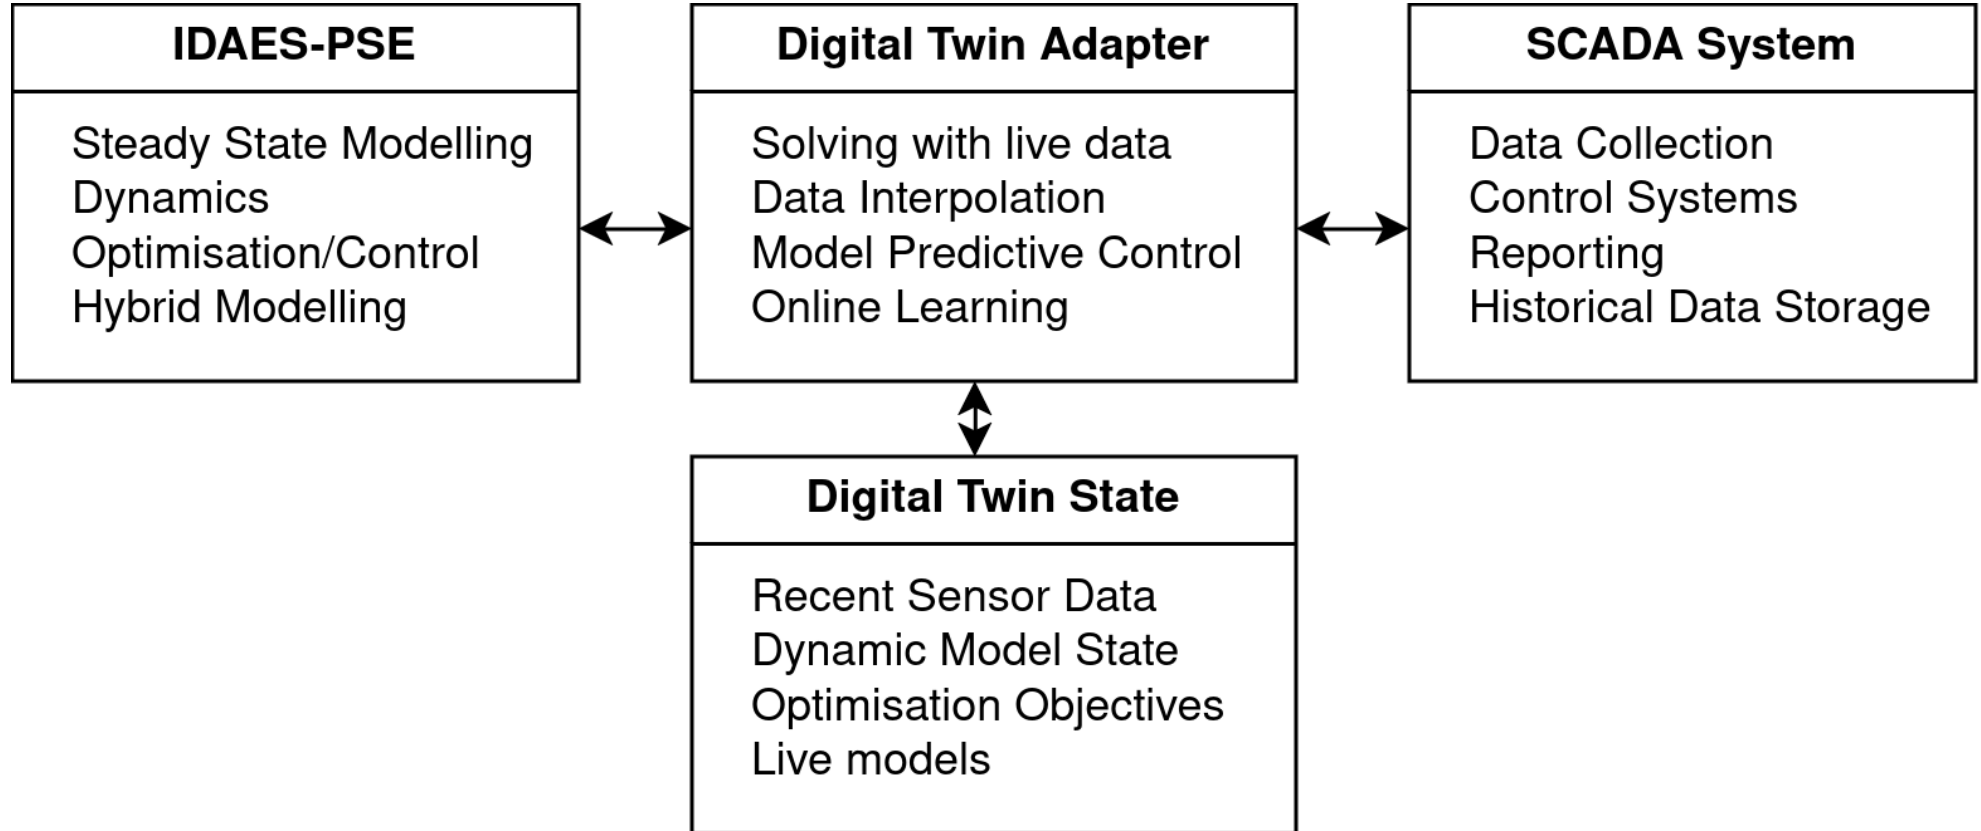 IDAES-PSE
Steady State Modelling
Dynamics
Optimisation/Control
Hybrid Modelling
Digital Twin Adapter
Solving with live data
Data Interpolation
Model Predictive Control
Online Learning
SCADA System
Data Collection
Control Systems
Reporting
Historical Data Storage
Digital Twin State
Recent Sensor Data
Dynamic Model State
Optimisation Objectives
Live models